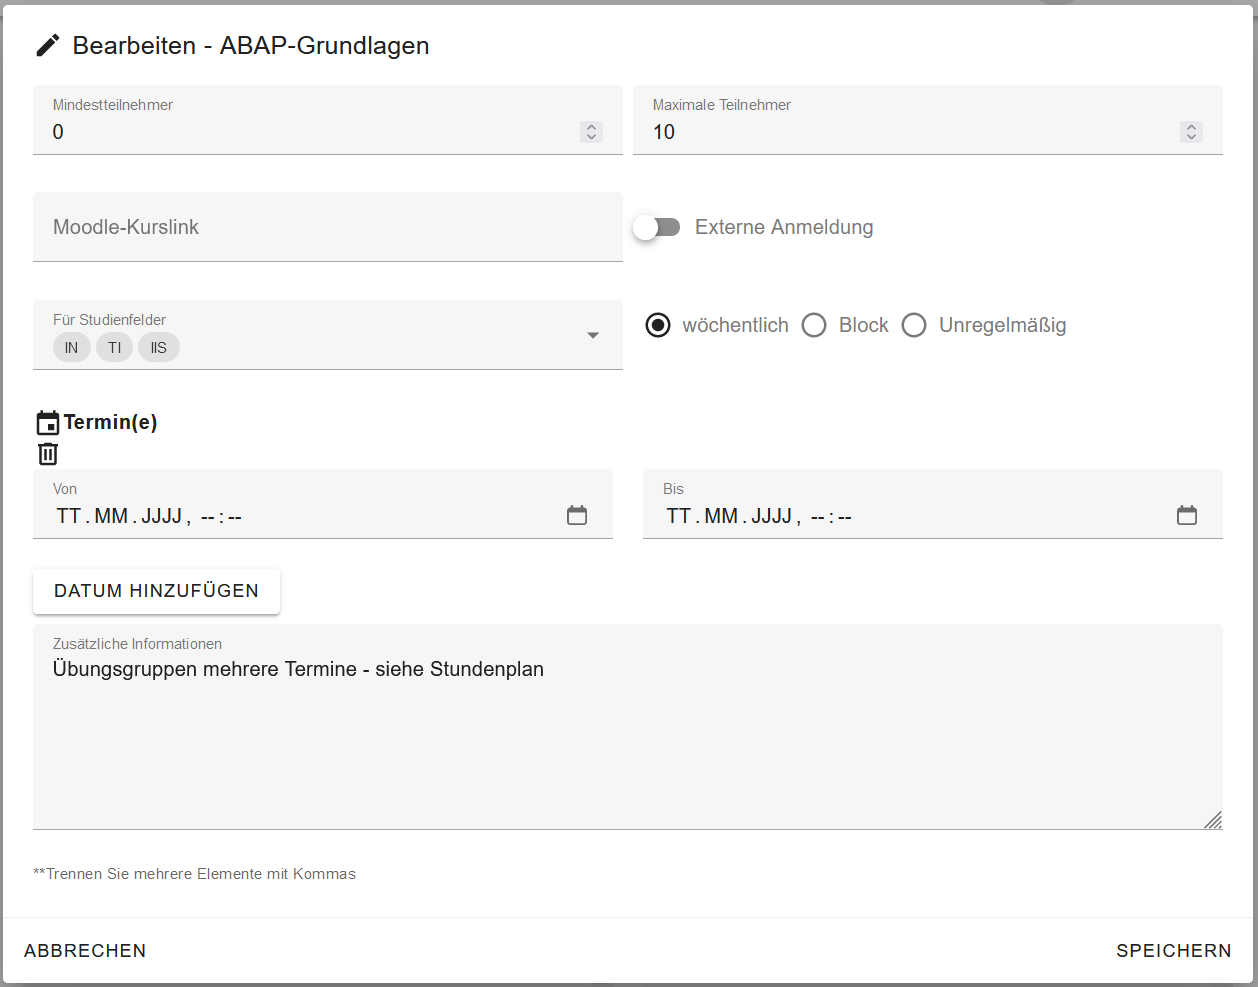 Bearbeiten - ABAP-Grundlagen
Mindestteilnehmer
0
Maximale Teilnehmer
10
Moodle-Kurslink
Externe Anmeldung
Für Studienfelder
IN TI IIS
wöchentlich Block Unregelmäßig
Termin(e)
Von
TT.MM.JJJJ, --:--
Bis
TT.MM.JJJJ, --:--
DATUM HINZUFÜGEN
Zusätzliche Informationen
Übungsgruppen mehrere Termine - siehe Stundenplan
**Trennen Sie mehrere Elemente mit Kommas
ABBRECHEN
SPEICHERN